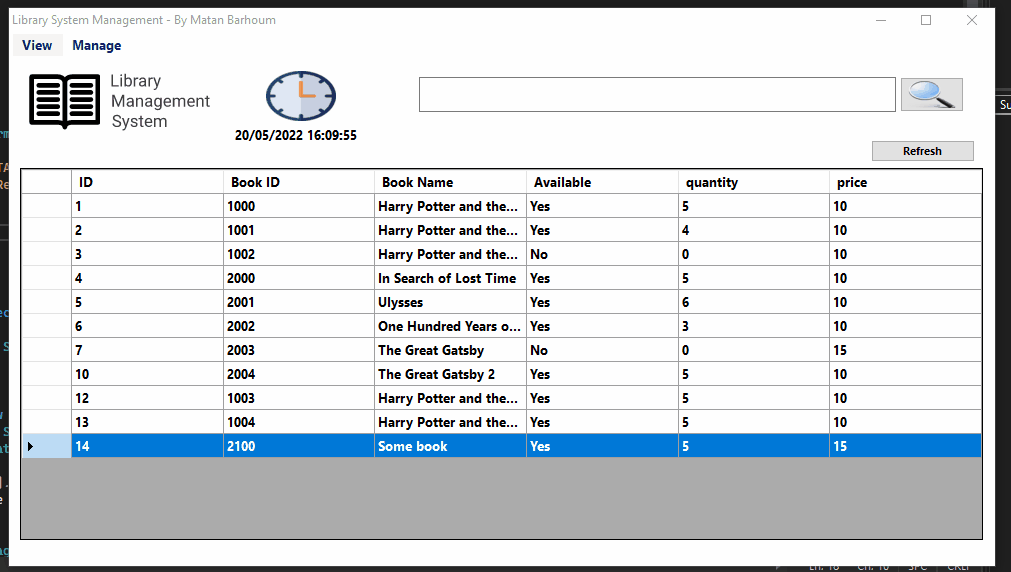 Library System Management - By Matan Barhoum
View Manage
Library
Management
System
20/05/2022 16:09:55
Su
Refresh
ID Book ID Book Name Available quantity price
1 1000 Harry Potter and the... Yes 5 10
2 1001 Harry Potter and the... Yes 4 10
3 1002 Harry Potter and the... No 0 10
4 2000 In Search of Lost Time Yes 5 10
5 2001 Ulysses Yes 6 10
6 2002 One Hundred Years o... Yes 3 10
7 2003 The Great Gatsby No 0 15
10 2004 The Great Gatsby 2 Yes 5 10
12 1003 Harry Potter and the... Yes 5 10
13 1004 Harry Potter and the... Yes 5 10
14 2100 Some book Yes 5 15